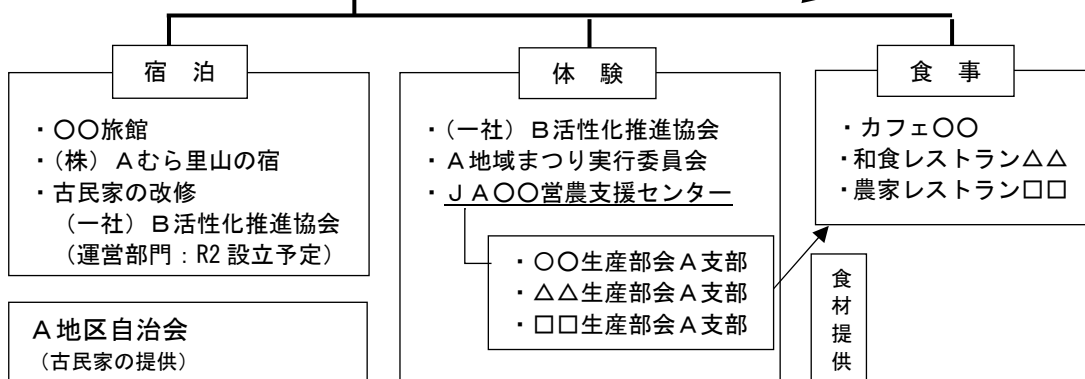 宿　泊
・〇〇旅館
・(株) Ａむら里山の宿
・古民家の改修
（一社）Ｂ活性化推進協会
（運営部門：R2 設立予定）
Ａ地区自治会
（古民家の提供）
体　験
・(一社) Ｂ活性化推進協会
・Ａ地域まつり実行委員会
・ＪＡ〇〇営農支援センター
・〇〇生産部会Ａ支部
・△△生産部会Ａ支部
・□□生産部会Ａ支部
食　事
・カフェ〇〇
・和食レストラン△△
・農家レストラン□□
食材提供